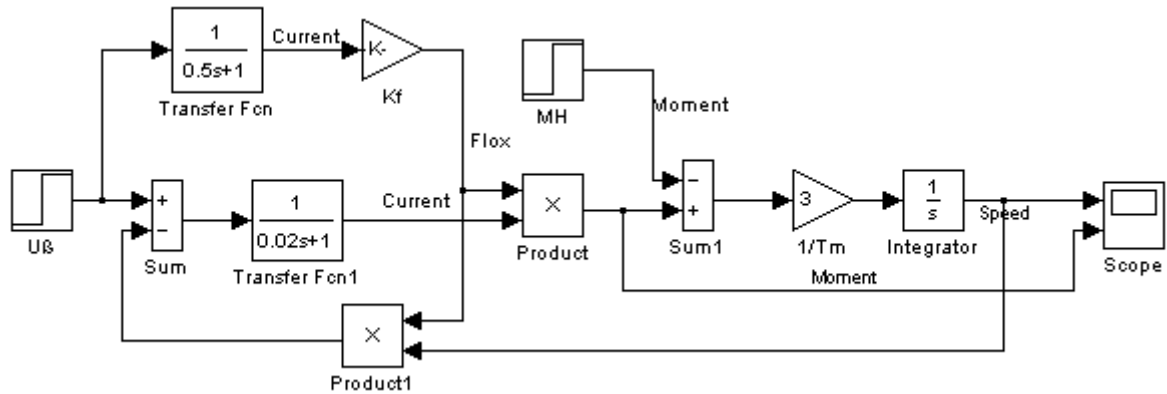 1
0.5s+1
Transfer Fcn
Current
K-
Kf
MH
Moment
Flox
Uß
+
−
Sum
1
0.02s+1
Transfer Fcn1
Current
×
Product
−
+
Sum1
3
1/Tm
1
s
Integrator
Speed
Scope
Moment
×
Product1